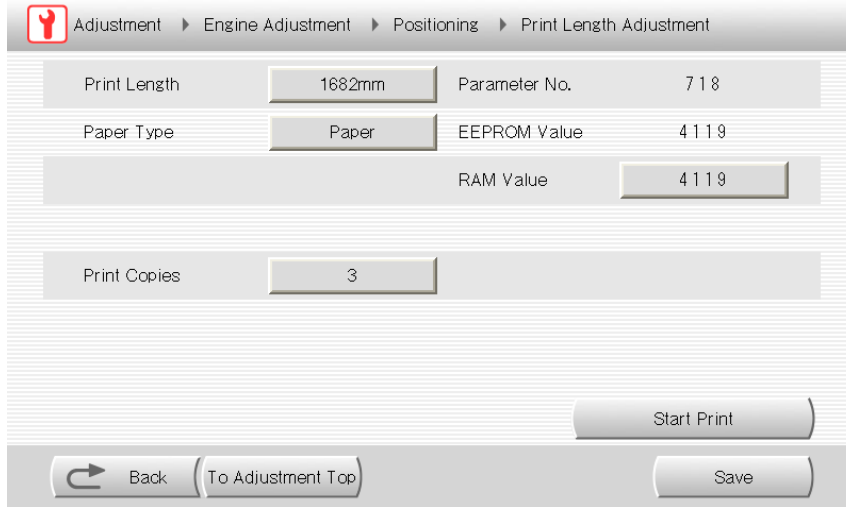 Adjustment Engine Adjustment Positioning Print Length Adjustment
Print Length 1682mm Parameter No. 718
Paper Type Paper EEPROM Value 4119
RAM Value 4119
Print Copies 3
Start Print
Back To Adjustment Top Save